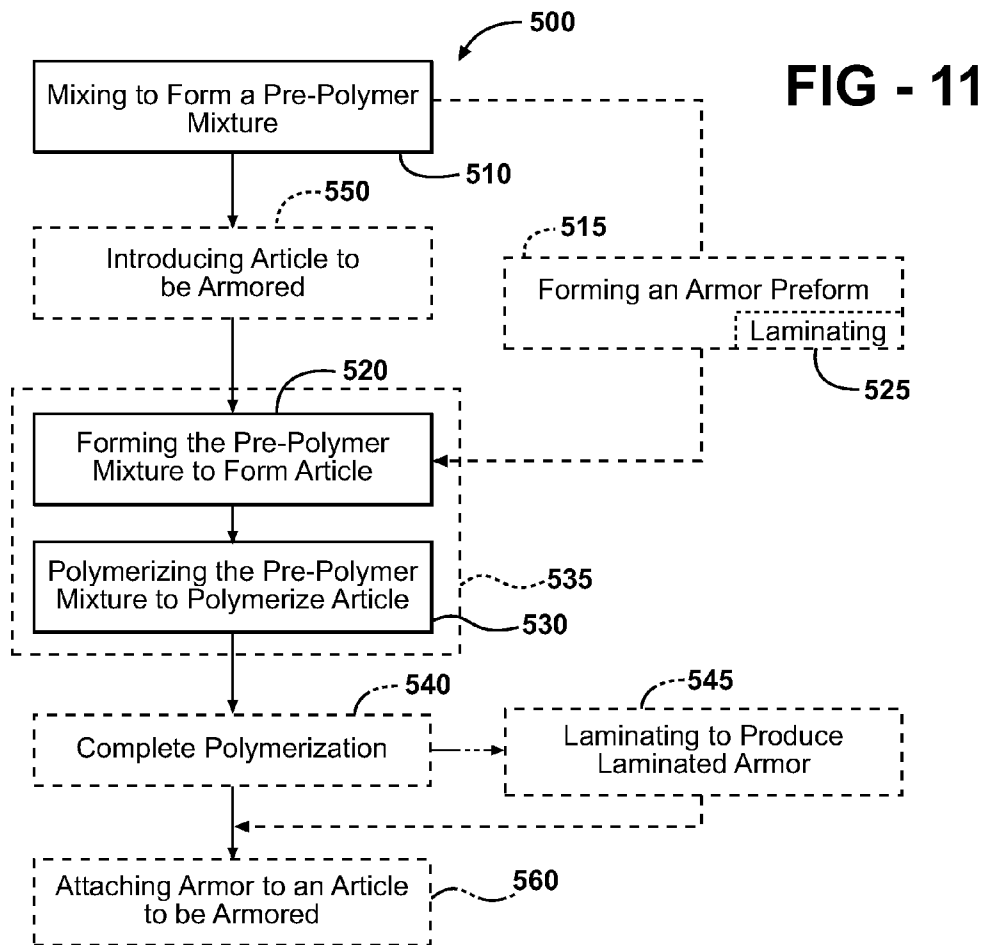 500
FIG - 11
Mixing to Form a Pre-Polymer
Mixture
510
550
Introducing Article to
be Armored
515
Forming an Armor Preform
Laminating
525
520
Forming the Pre-Polymer
Mixture to Form Article
Polymerizing the Pre-Polymer
Mixture to Polymerize Article
535
530
540
Complete Polymerization
545
Laminating to Produce
Laminated Armor
Attaching Armor to an Article
to be Armored
560